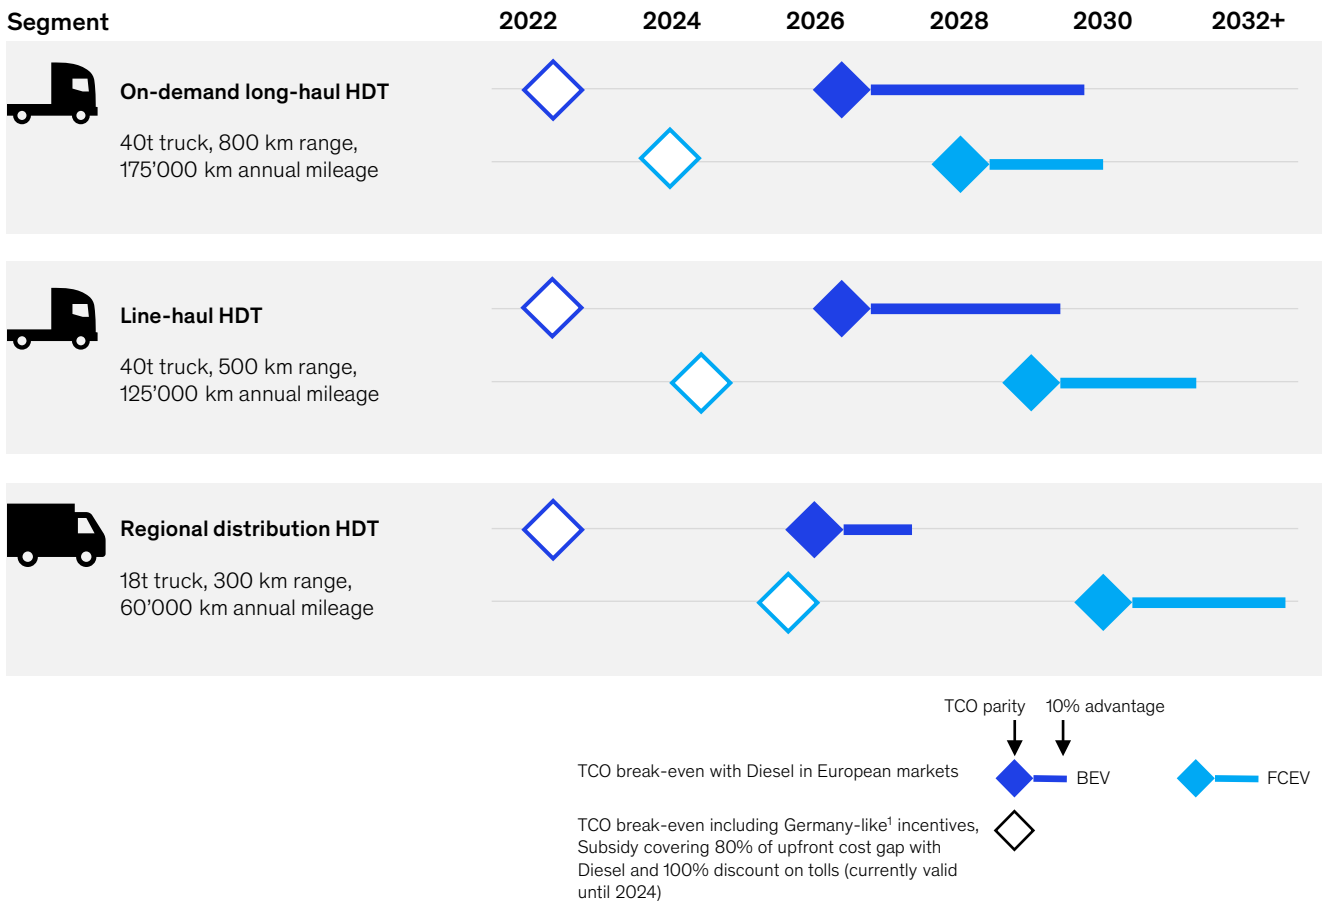 Segment 2022 2024 2026 2028 2030 2032+
On-demand long-haul HDT
40t truck, 800 km range,
175’000 km annual mileage
Line-haul HDT
40t truck, 500 km range,
125’000 km annual mileage
Regional distribution HDT
18t truck, 300 km range,
60’000 km annual mileage
TCO parity 10% advantage
TCO break-even with Diesel in European markets BEV FCEV
TCO break-even including Germany-like¹ incentives,
Subsidy covering 80% of upfront cost gap with
Diesel and 100% discount on tolls (currently valid
until 2024)